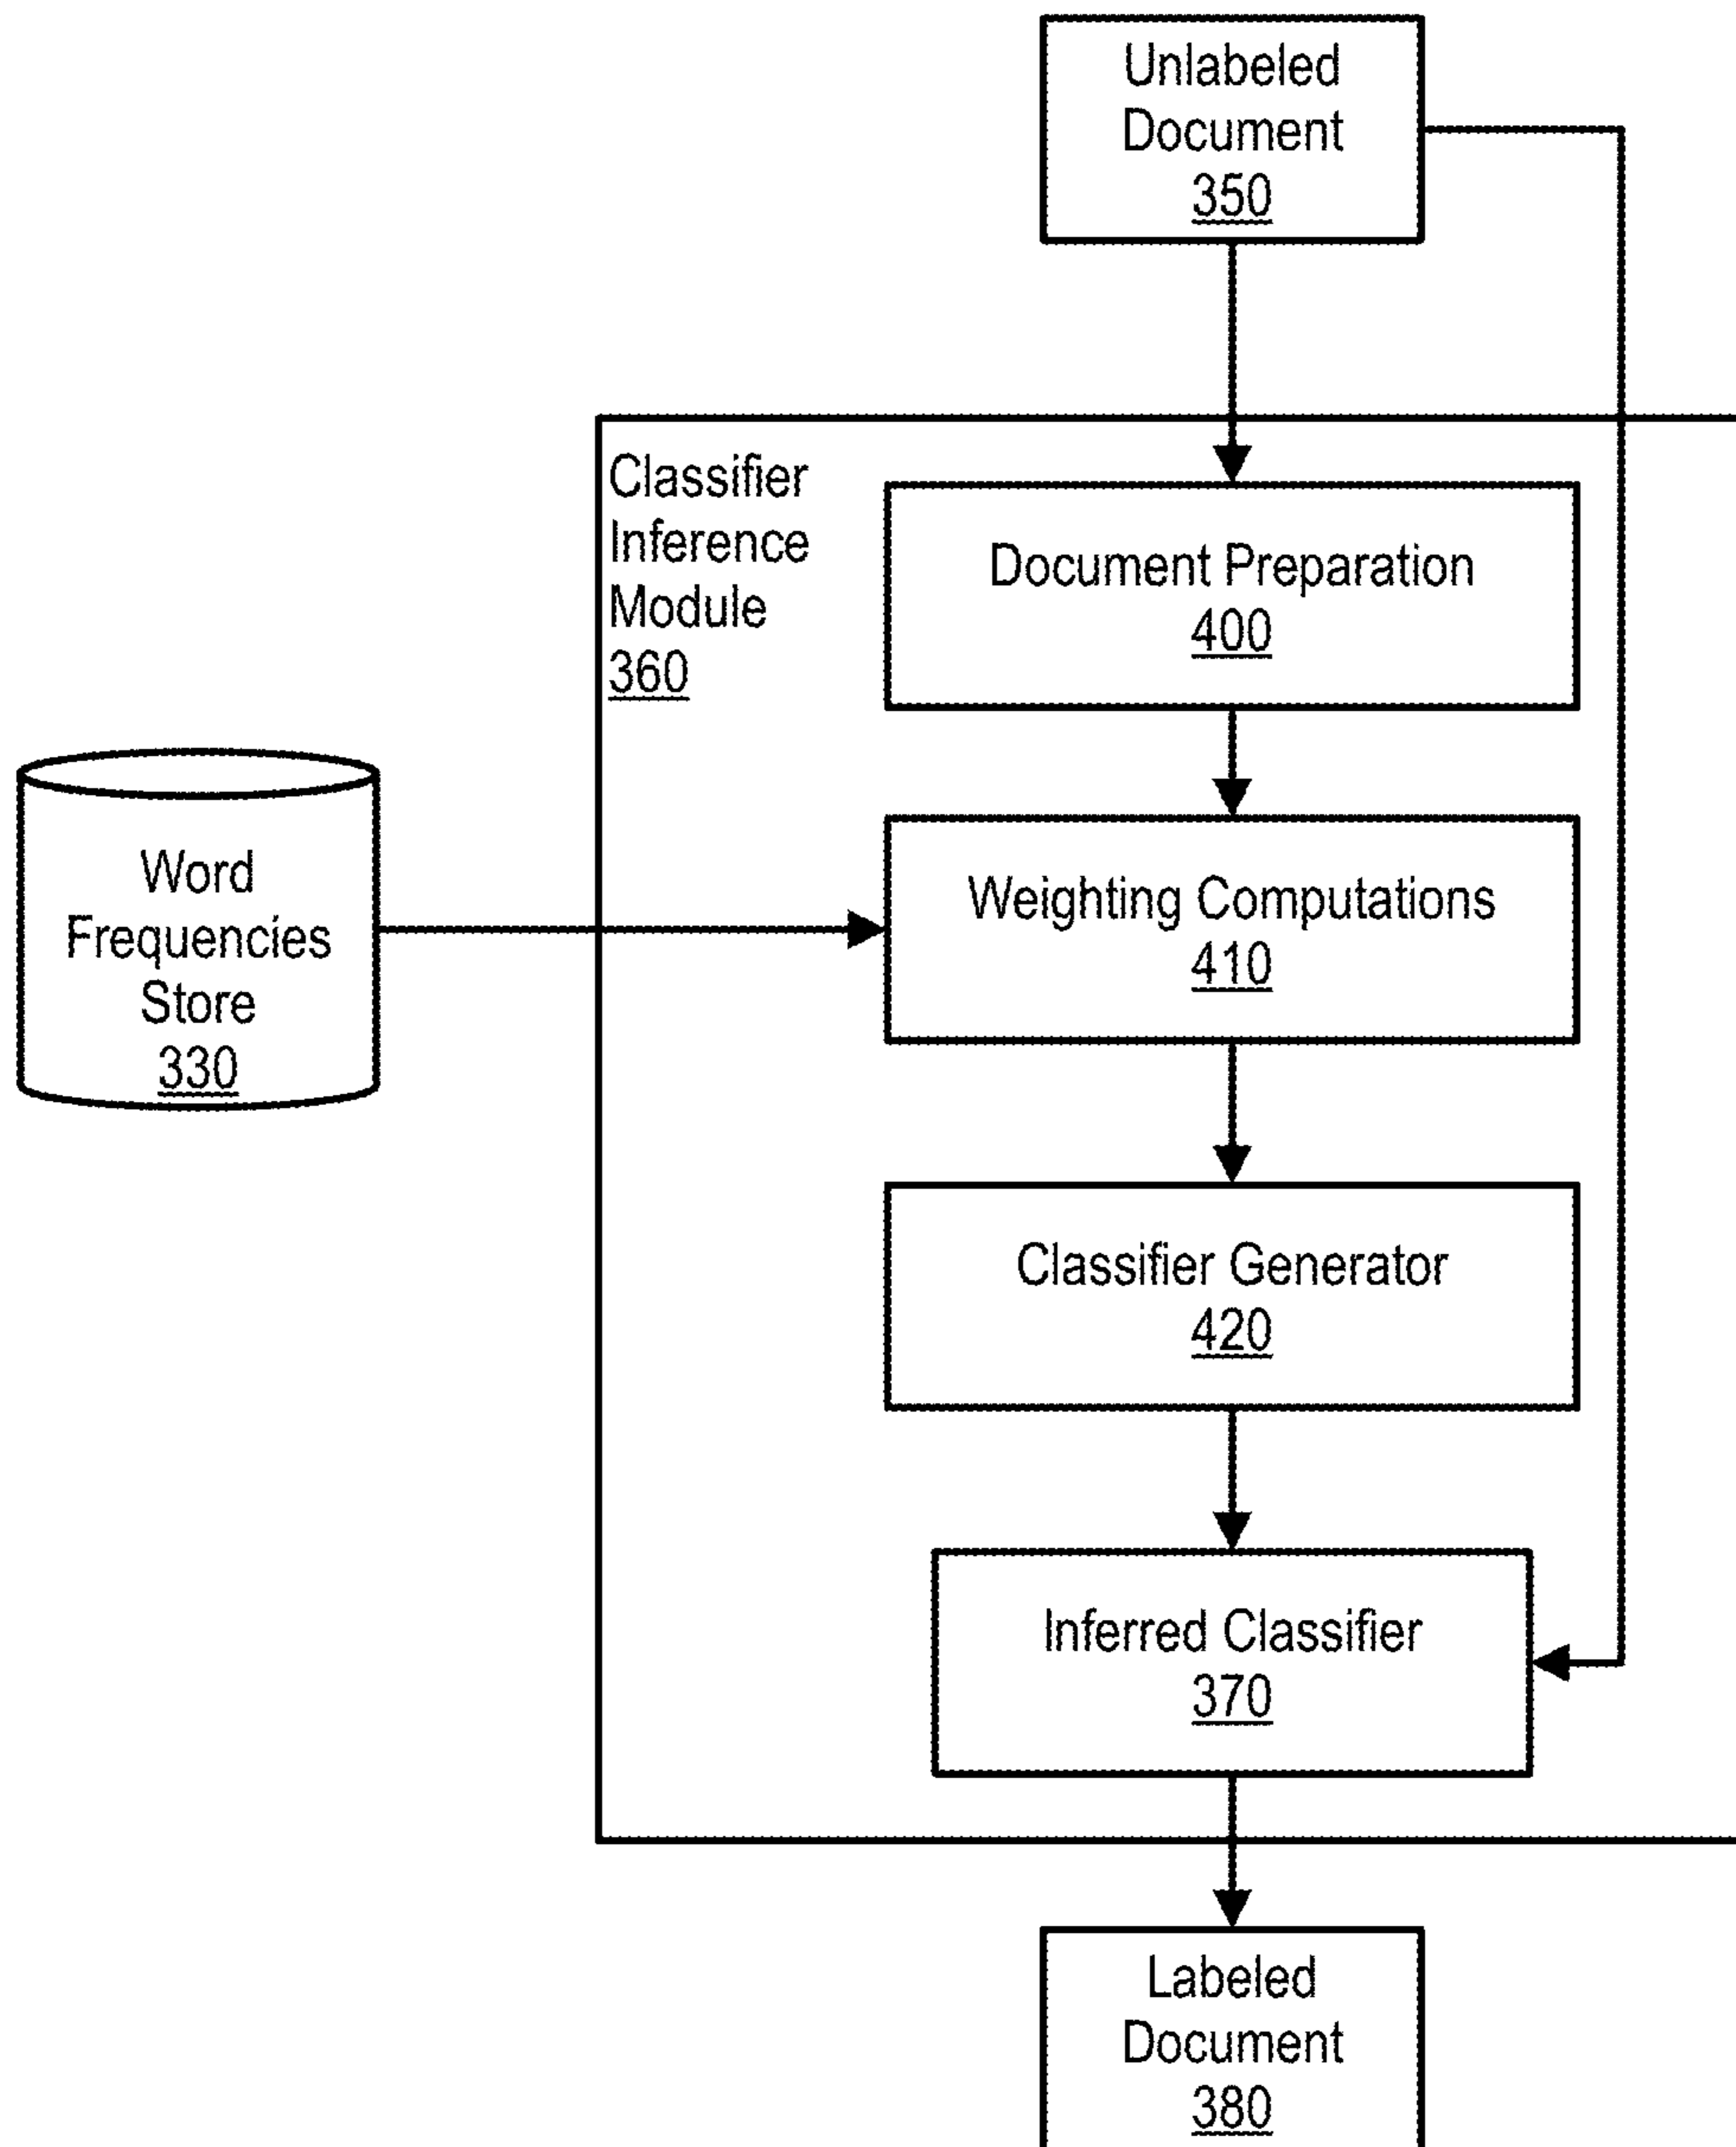 Unlabeled
Document
350
Classifier
Inference
Module
360
Document Preparation
400
Word
Frequencies
Store
330
Weighting Computations
410
Classifier Generator
420
Inferred Classifier
370
Labeled
Document
380